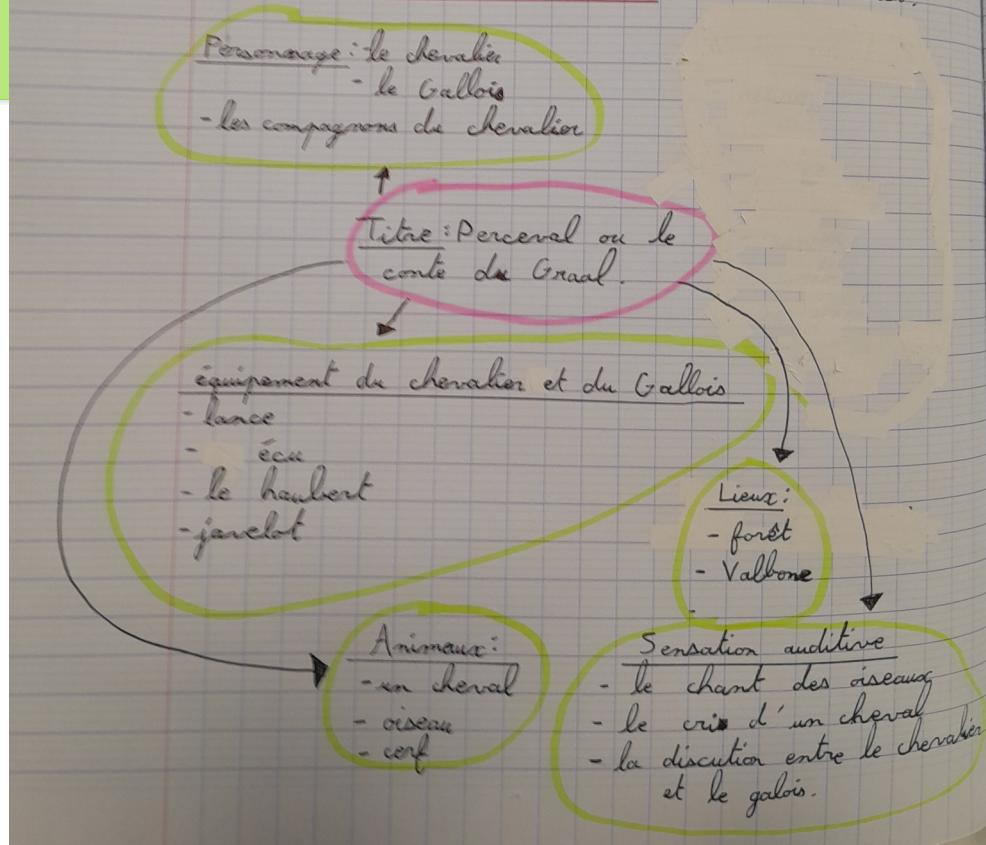 Personnage : le chevalier
- le Gallois
- les compagnons du chevalier
Titre : Perceval ou le
conte du Graal.
équipement du chevalier et du Gallois
- lance
- écu
- le haubert
- javelot
Lieux :
- forêt
- Valbone
-
Animaux :
- un cheval
- oiseau
- cerf
Sensation auditive
- le chant des oiseaux
- le cris d'un cheval
- la discution entre le chevalier
et le galois.